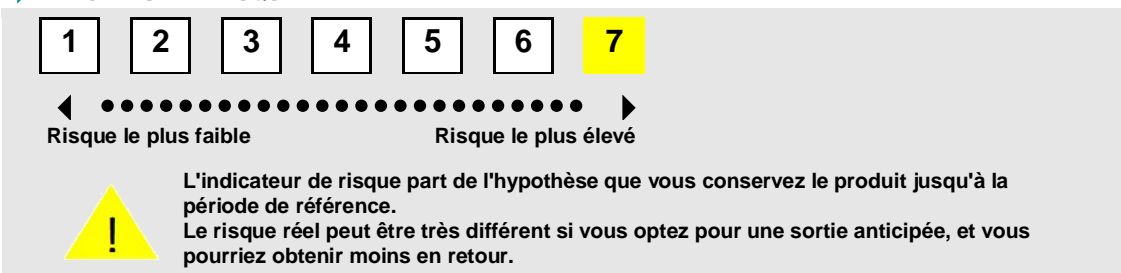 1 2 3 4 5 6 7
Risque le plus faible Risque le plus élevé
L'indicateur de risque part de l'hypothèse que vous conservez le produit jusqu'à la
période de référence.
Le risque réel peut être très différent si vous optez pour une sortie anticipée, et vous
pourriez obtenir moins en retour.
!